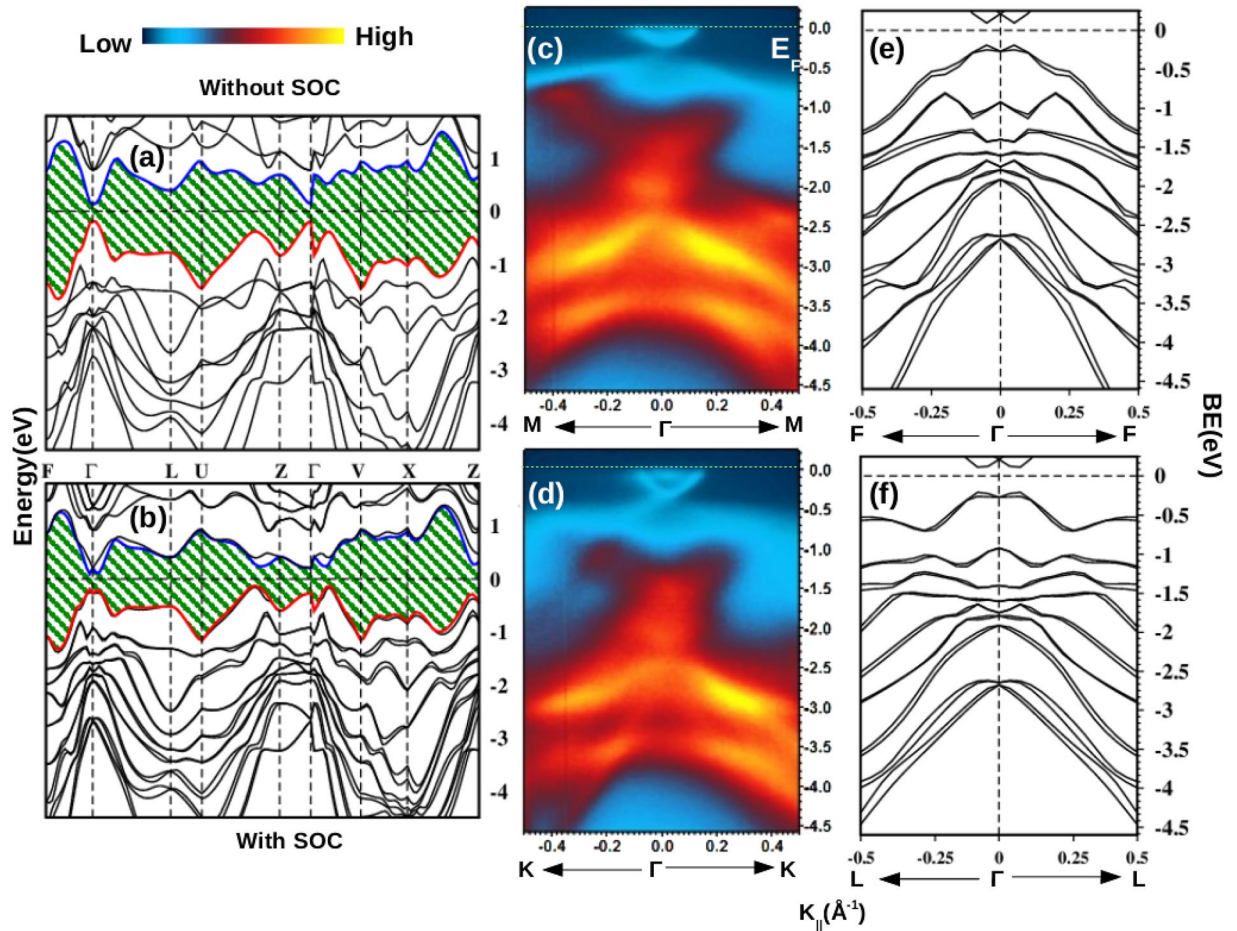 Low High
Without SOC
(a)
1
0
-1
-2
-3
-4
F Γ L U Z Γ V X Z
(b)
1
0
-1
-2
-3
-4
With SOC
Energy(eV)
(c)
E_F
0.0
-0.5
-1.0
-1.5
-2.0
-2.5
-3.0
-3.5
-4.0
-4.5
-0.4 -0.2 0.0 0.2 0.4
M Γ M
(d)
0.0
-0.5
-1.0
-1.5
-2.0
-2.5
-3.0
-3.5
-4.0
-4.5
-0.4 -0.2 0.0 0.2 0.4
K Γ K
(e)
0
-0.5
-1
-1.5
-2
-2.5
-3
-3.5
-4
-4.5
-0.5 -0.25 0 0.25 0.5
F Γ F
(f)
0
-0.5
-1
-1.5
-2
-2.5
-3
-3.5
-4
-4.5
-0.5 -0.25 0 0.25 0.5
L Γ L
BE(eV)
K||(Å⁻¹)